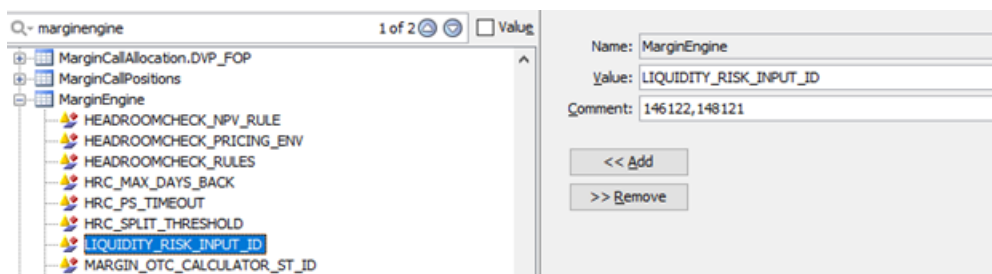 marginengine 1 of 2 Value
MarginCallAllocation.DVP_FOP
MarginCallPositions
MarginEngine
HEADROOMCHECK_NPV_RULE
HEADROOMCHECK_PRICING_ENV
HEADROOMCHECK_RULES
HRC_MAX_DAYS_BACK
HRC_PS_TIMEOUT
HRC_SPLIT_THRESHOLD
LIQUIDITY_RISK_INPUT_ID
MARGIN_OTC_CALCULATOR_ST_ID
Name: MarginEngine
Value: LIQUIDITY_RISK_INPUT_ID
Comment: 146122,148121
<< Add
>> Remove